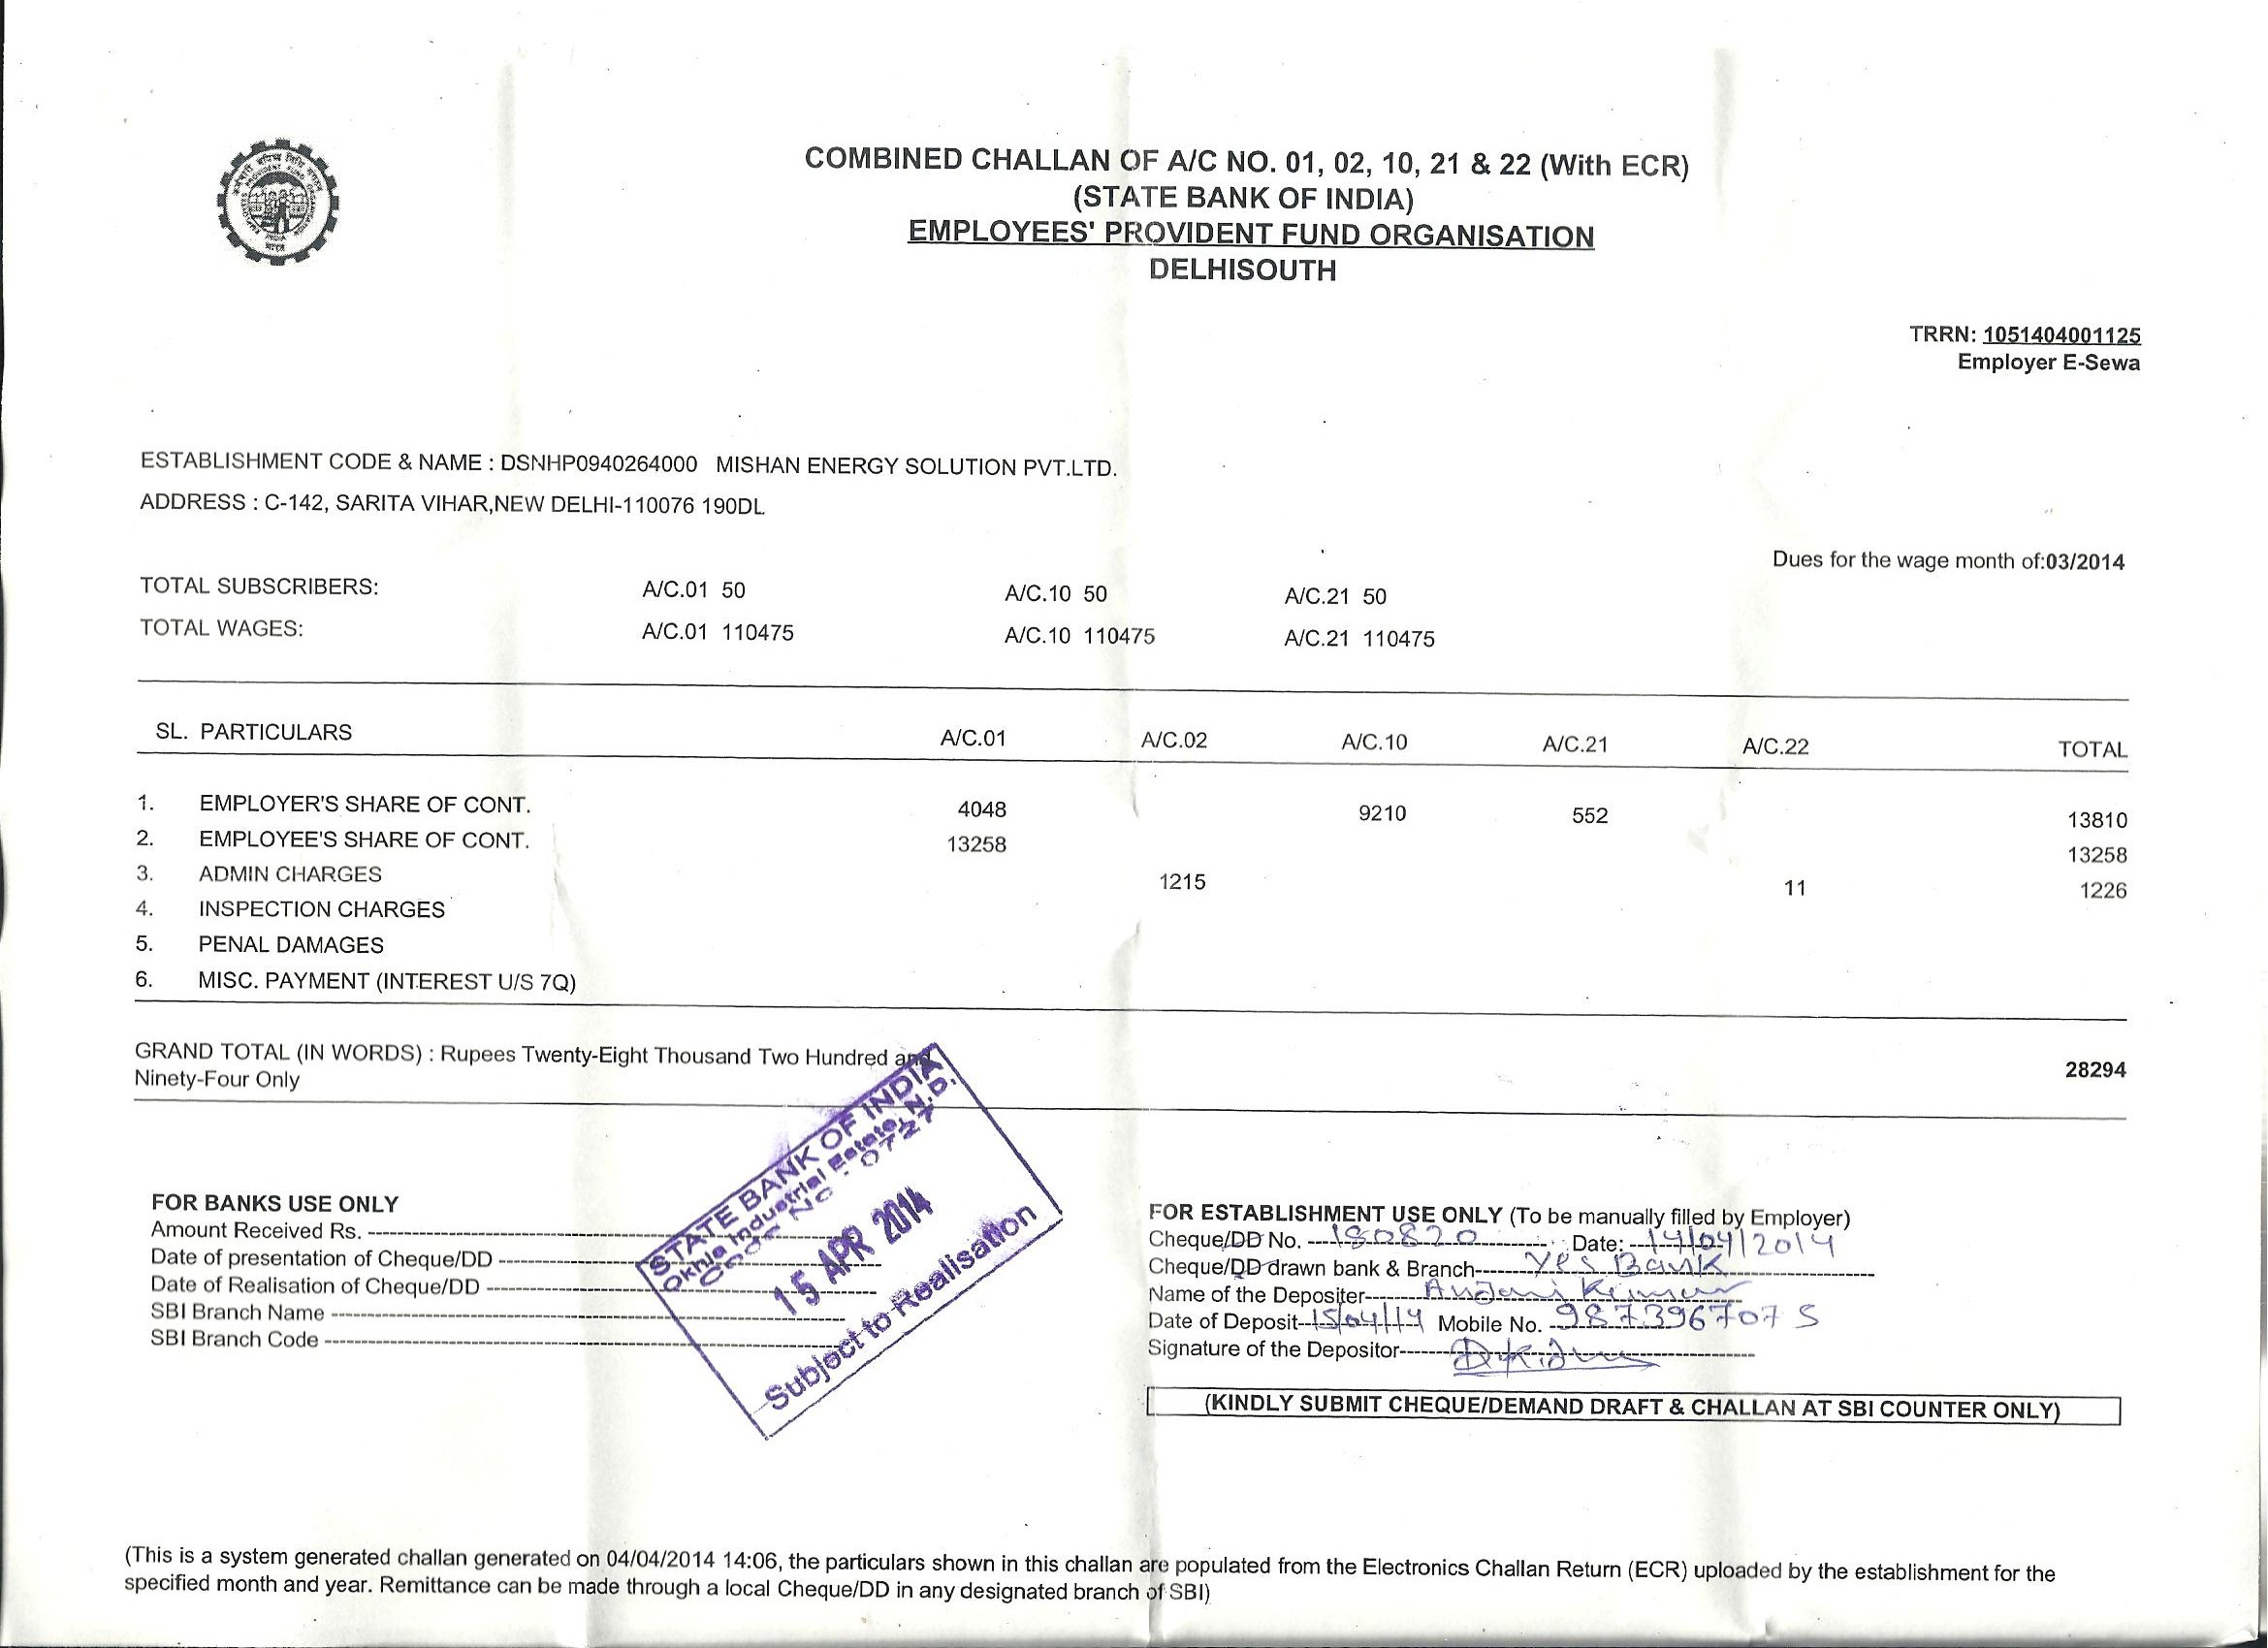 COMBINED CHALLAN OF A/C NO. 01, 02, 10, 21 & 22 (With ECR)
(STATE BANK OF INDIA)
EMPLOYEES' PROVIDENT FUND ORGANISATION
DELHISOUTH
TRRN: 1051404001125
Employer E-Sewa
ESTABLISHMENT CODE & NAME : DSNHP0940264000 MISHAN ENERGY SOLUTION PVT.LTD.
ADDRESS : C-142, SARITA VIHAR,NEW DELHI-110076 190DL
Dues for the wage month of:03/2014
TOTAL SUBSCRIBERS: A/C.01 50 A/C.10 50 A/C.21 50
TOTAL WAGES: A/C.01 110475 A/C.10 110475 A/C.21 110475
SL. PARTICULARS A/C.01 A/C.02 A/C.10 A/C.21 A/C.22 TOTAL
1. EMPLOYER'S SHARE OF CONT. 4048 9210 552 13810
2. EMPLOYEE'S SHARE OF CONT. 13258 13258
3. ADMIN CHARGES 1215 11 1226
4. INSPECTION CHARGES
5. PENAL DAMAGES
6. MISC. PAYMENT (INTEREST U/S 7Q)
GRAND TOTAL (IN WORDS) : Rupees Twenty-Eight Thousand Two Hundred and
Ninety-Four Only
28294
STATE BANK OF INDIA
Okhla Industrial Estate, N.D.
Code No - 0727
15 APR 2014
Subject to Realisation
FOR BANKS USE ONLY
Amount Received Rs.
Date of presentation of Cheque/DD
Date of Realisation of Cheque/DD
SBI Branch Name
SBI Branch Code
FOR ESTABLISHMENT USE ONLY (To be manually filled by Employer)
Cheque/DD No. 180820 Date: 14/04/2014
Cheque/DD drawn bank & Branch Yes Bank
Name of the Depositer Anjani Kumar
Date of Deposit 15/04/14 Mobile No. 9873967075
Signature of the Depositor
(KINDLY SUBMIT CHEQUE/DEMAND DRAFT & CHALLAN AT SBI COUNTER ONLY)
(This is a system generated challan generated on 04/04/2014 14:06, the particulars shown in this challan are populated from the Electronics Challan Return (ECR) uploaded by the establishment for the
specified month and year. Remittance can be made through a local Cheque/DD in any designated branch of SBI)